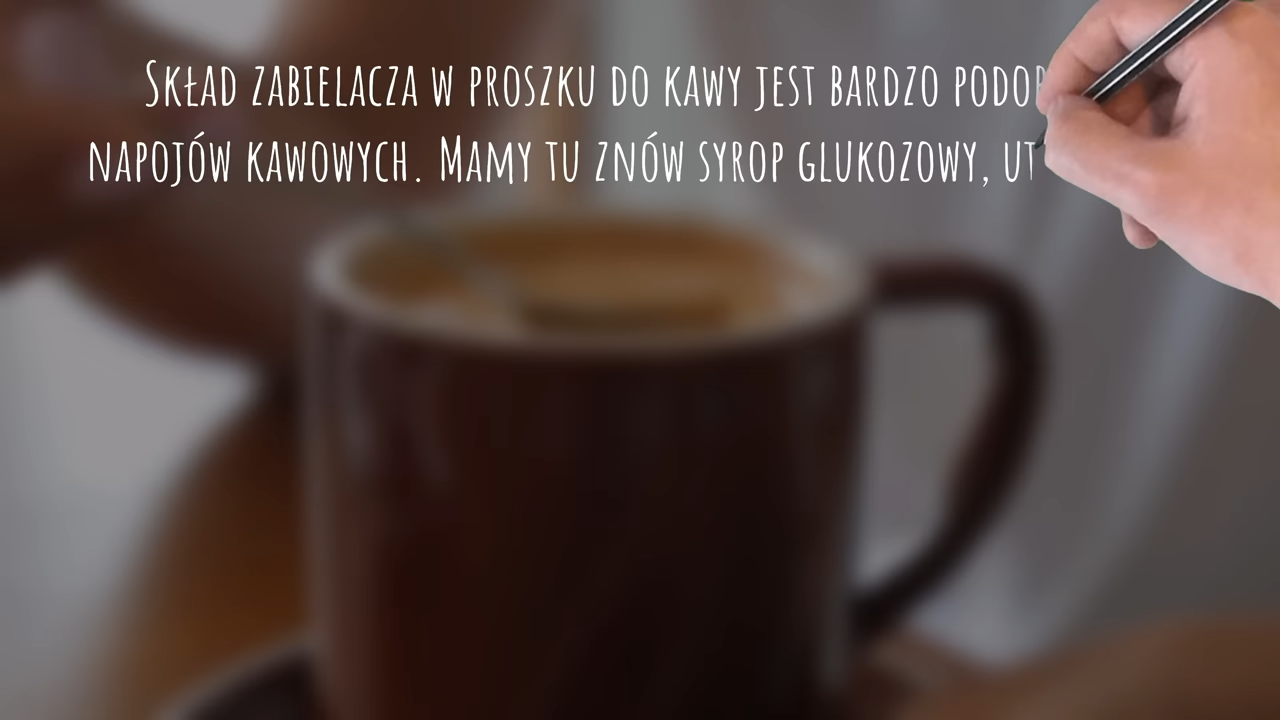 Skład zabielacza w proszku do kawy jest bardzo
napojów kawowych. Mamy tu znów syrop glukozowy,